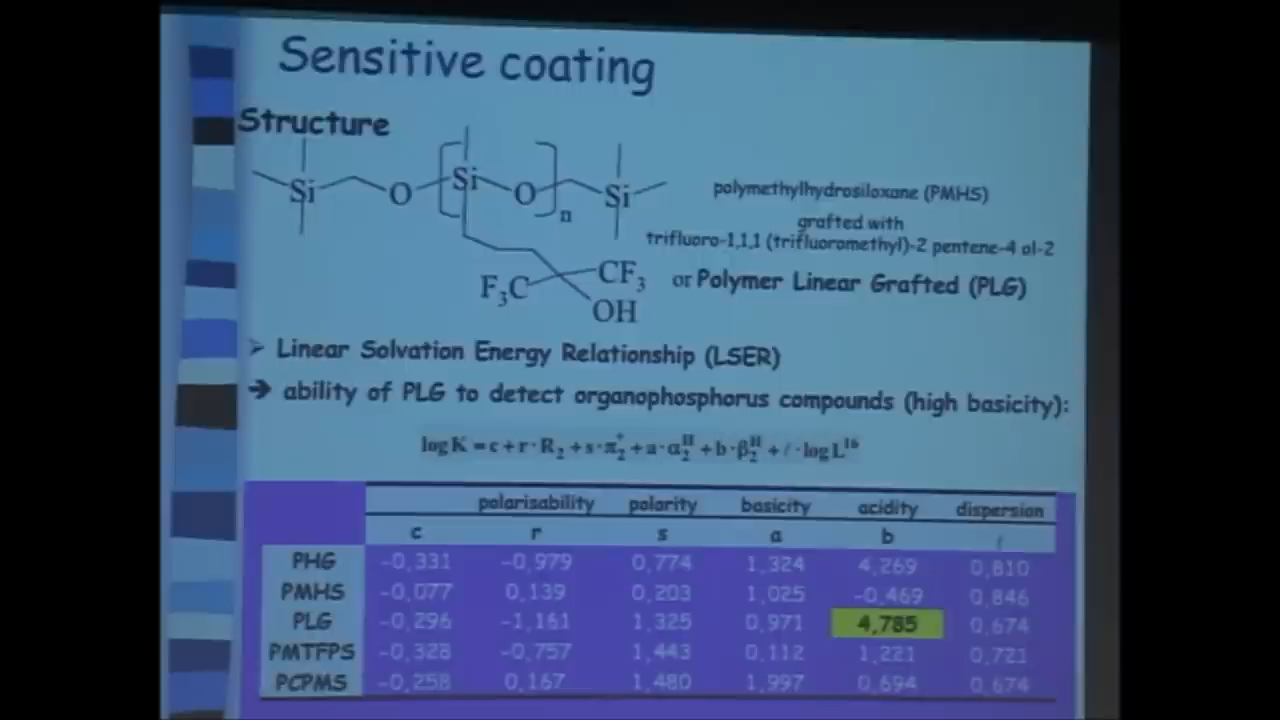 Sensitive coating
Structure
Si O [ Si O ] n Si
F3C CF3
OH
polymethylhydrosiloxane (PMHS)
grafted with
trifluoro-1,1,1 (trifluoromethyl)-2 pentene-4 ol-2
or Polymer Linear Grafted (PLG)
➢ Linear Solvation Energy Relationship (LSER)
➔ ability of PLG to detect organophosphorus compounds (high basicity):
log K = c + r · R₂ + s · π₂* + a · α₂ᴴ + b · β₂ᴴ + l · log L¹⁶
polarisability polarity basicity acidity dispersion
c r s a b l
PHG -0,331 -0,979 0,774 1,324 4,269 0,810
PMHS -0,077 0,139 0,203 1,025 -0,469 0,846
PLG -0,296 -1,161 1,325 0,971 4,785 0,674
PMTFPS -0,328 -0,757 1,443 0,112 1,221 0,721
PCPMS -0,258 0,167 1,480 1,997 0,694 0,674